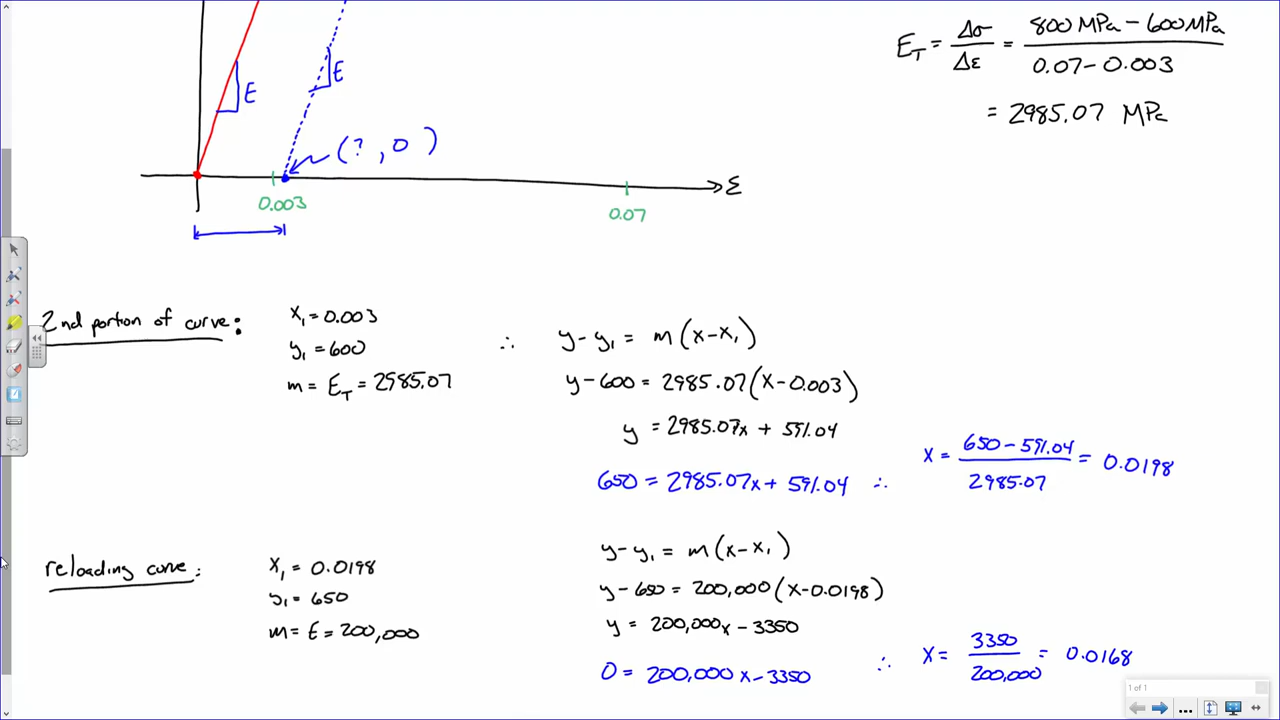 E_T = Δσ/Δε = (800 MPa − 600 MPa)/(0.07 − 0.003)
= 2985.07 MPa
E
E
(?, 0)
ε
0.003
0.07
2nd portion of curve:
x₁ = 0.003
y₁ = 600
m = E_T = 2985.07
∴ y − y₁ = m(x − x₁)
y − 600 = 2985.07(x − 0.003)
y = 2985.07x + 591.04
650 = 2985.07x + 591.04 ∴ x = (650 − 591.04)/2985.07 = 0.0198
reloading curve:
x₁ = 0.0198
y₁ = 650
m = E = 200,000
y − y₁ = m(x − x₁)
y − 650 = 200,000(x − 0.0198)
y = 200,000x − 3350
0 = 200,000x − 3350 ∴ x = 3350/200,000 = 0.0168
1 of 1